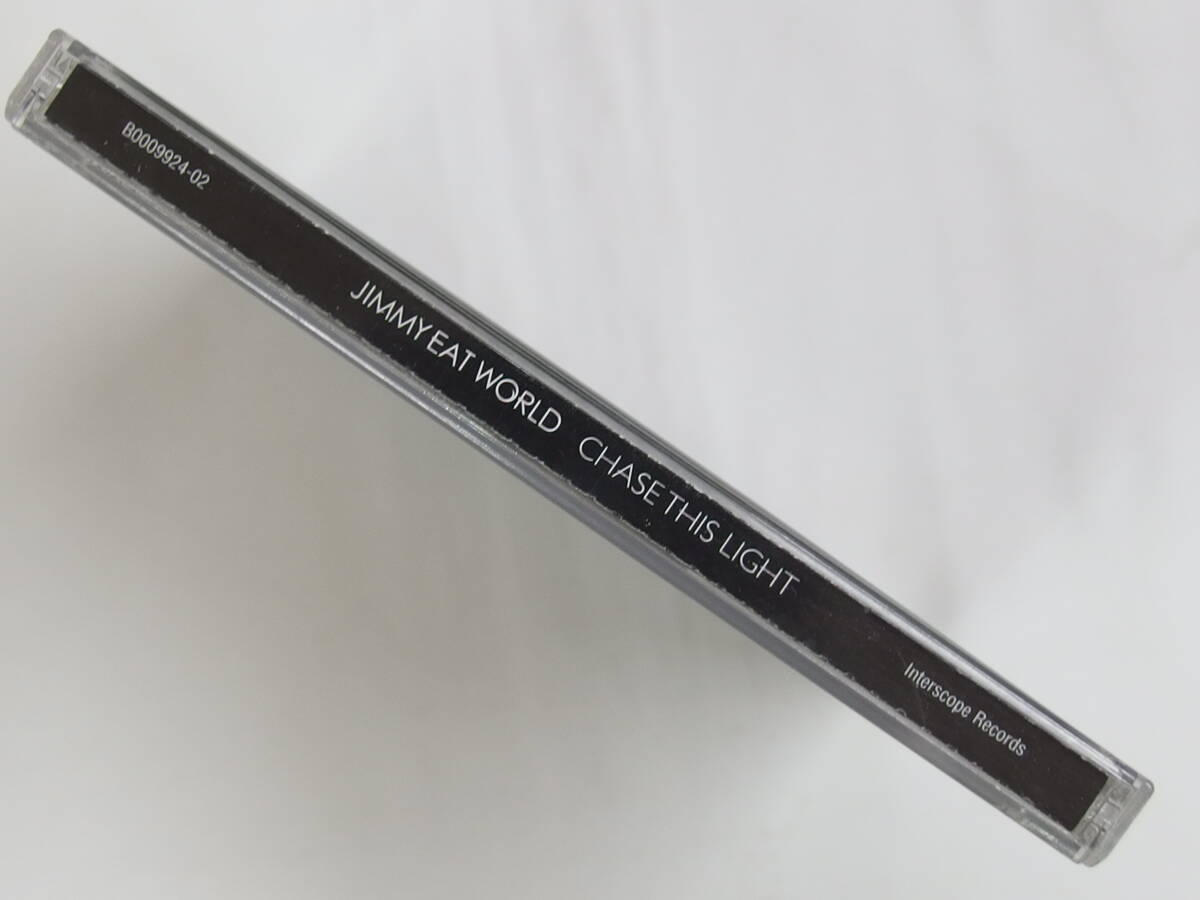 B0009924-02 JIMMY EAT WORLD CHASE THIS LIGHT Interscope Records